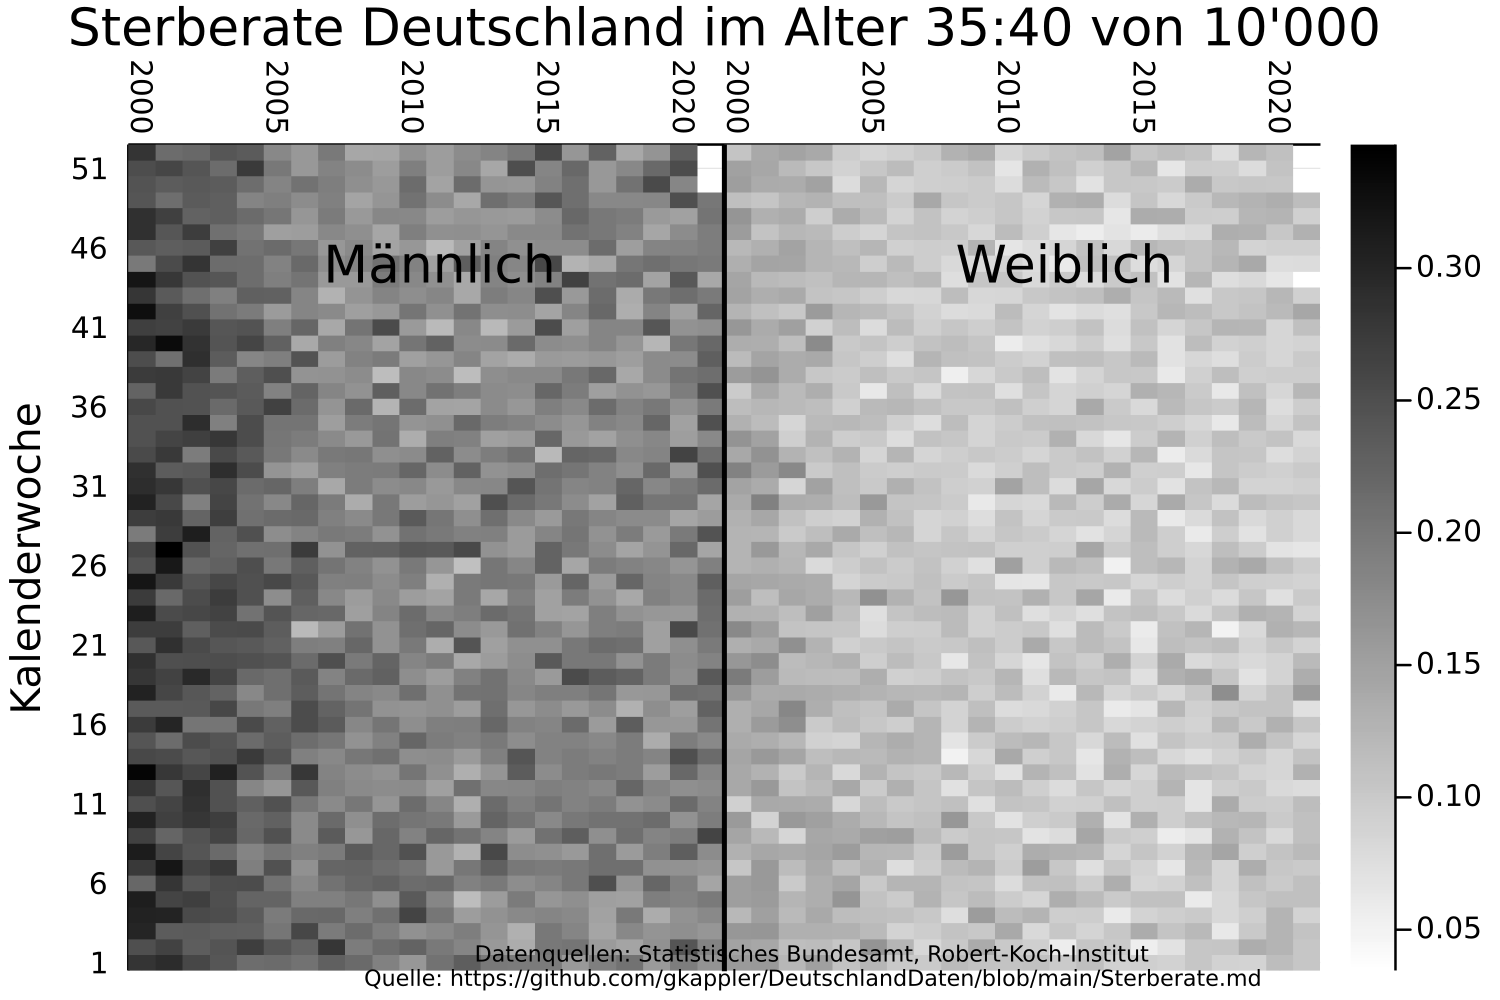 Sterberate Deutschland im Alter 35:40 von 10'000
2000 2005 2010 2015 2020 2000 2005 2010 2015 2020
51
46
41
36
31
26
21
16
11
6
1
Kalenderwoche
Männlich
Weiblich
0.30
0.25
0.20
0.15
0.10
0.05
Datenquellen: Statistisches Bundesamt, Robert-Koch-Institut
Quelle: https://github.com/gkappler/DeutschlandDaten/blob/main/Sterberate.md